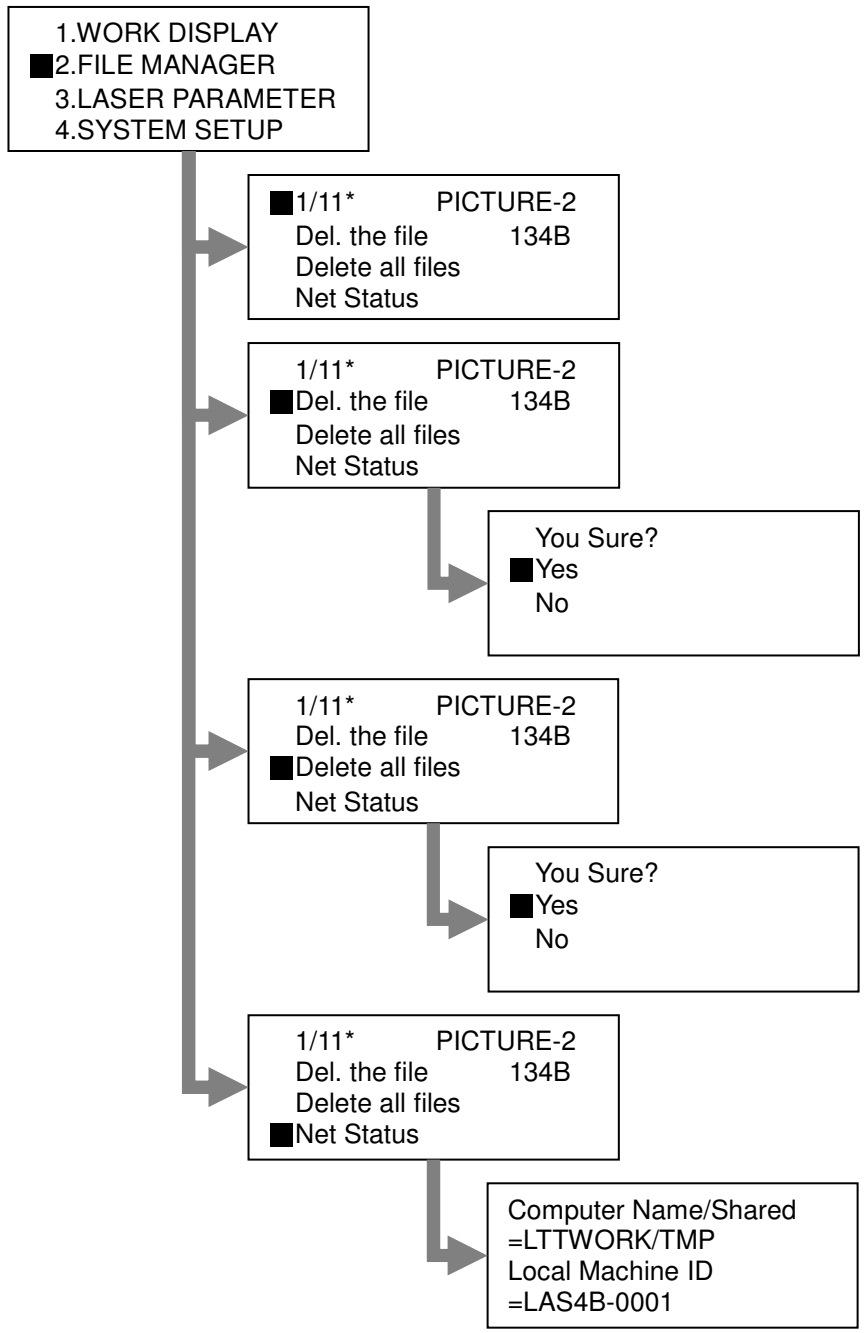 1.WORK DISPLAY
2.FILE MANAGER
3.LASER PARAMETER
4.SYSTEM SETUP
1/11* PICTURE-2
Del. the file 134B
Delete all files
Net Status
1/11* PICTURE-2
Del. the file 134B
Delete all files
Net Status
You Sure?
Yes
No
1/11* PICTURE-2
Del. the file 134B
Delete all files
Net Status
You Sure?
Yes
No
1/11* PICTURE-2
Del. the file 134B
Delete all files
Net Status
Computer Name/Shared
=LTTWORK/TMP
Local Machine ID
=LAS4B-0001